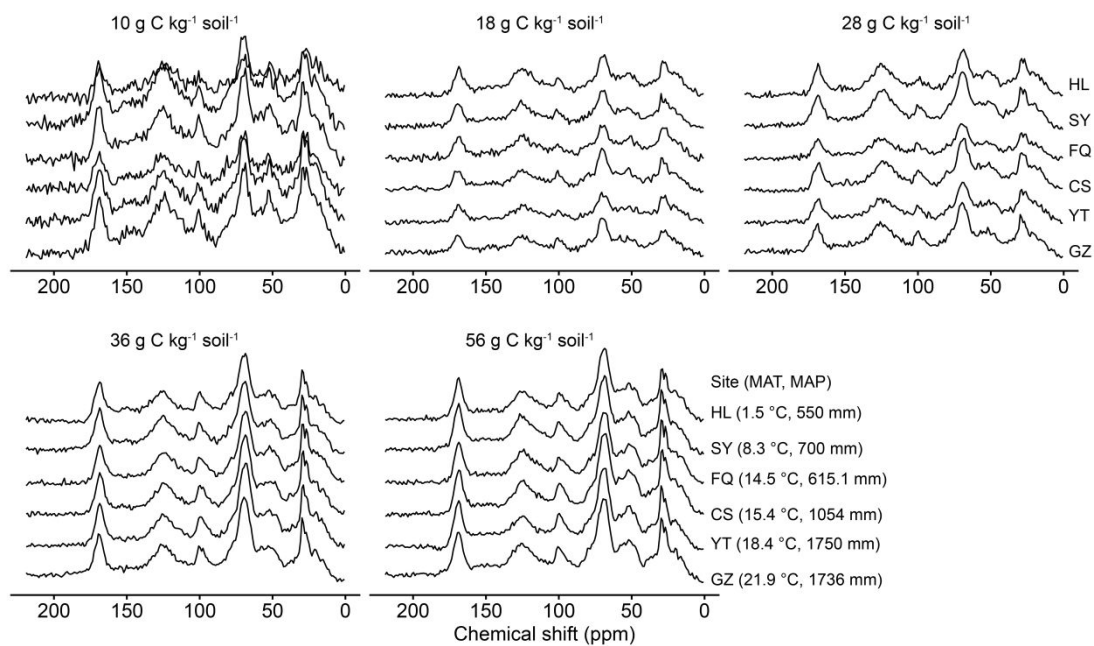 10 g C kg⁻¹ soil⁻¹
18 g C kg⁻¹ soil⁻¹
28 g C kg⁻¹ soil⁻¹
HL
SY
FQ
CS
YT
GZ
200 150 100 50 0
200 150 100 50 0
200 150 100 50 0
36 g C kg⁻¹ soil⁻¹
56 g C kg⁻¹ soil⁻¹
Site (MAT, MAP)
HL (1.5 °C, 550 mm)
SY (8.3 °C, 700 mm)
FQ (14.5 °C, 615.1 mm)
CS (15.4 °C, 1054 mm)
YT (18.4 °C, 1750 mm)
GZ (21.9 °C, 1736 mm)
200 150 100 50 0
200 150 100 50 0
Chemical shift (ppm)